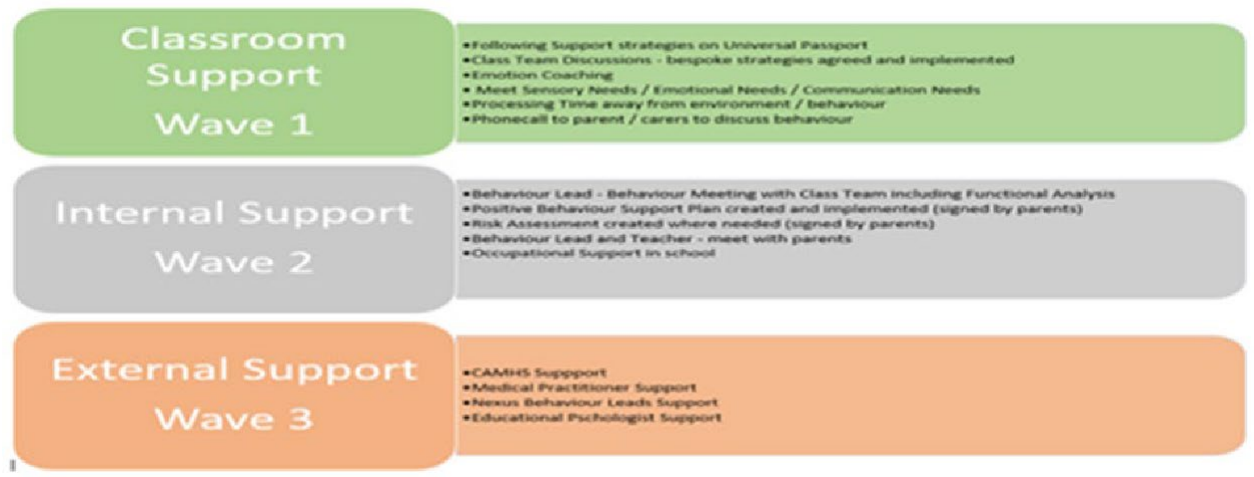 Classroom
Support
Wave 1
•Following Support strategies on Universal Passport
•Class Team Discussions - bespoke strategies agreed and implemented
•Emotion Coaching
• Meet Sensory Needs / Emotional Needs / Communication Needs
•Processing Time away from environment / behaviour
•Phonecall to parent / carers to discuss behaviour
Internal Support
Wave 2
•Behaviour Lead - Behaviour Meeting with Class Team including Functional Analysis
•Positive Behaviour Support Plan created and implemented (signed by parents)
•Risk Assessment created where needed (signed by parents)
•Behaviour Lead and Teacher - meet with parents
•Occupational Support in school
External Support
Wave 3
•CAMHS Suppport
•Medical Practitioner Support
•Nexus Behaviour Leads Support
•Educational Pschologist Support